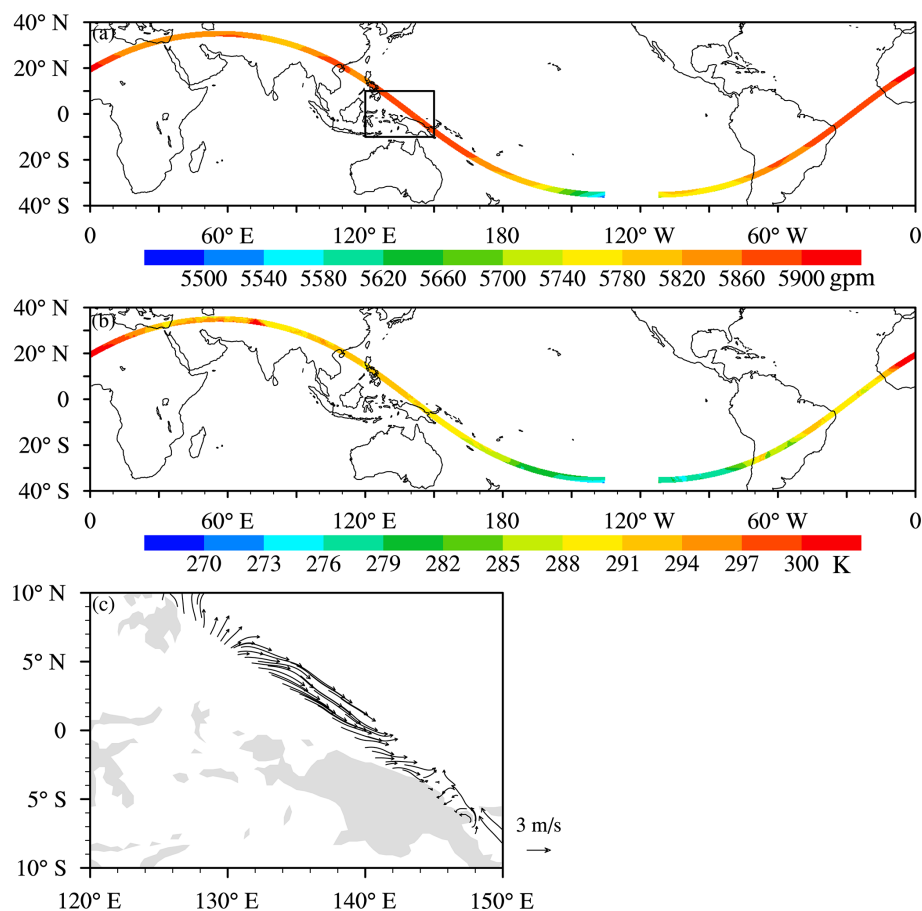 40° N
(a)
20° N
0
20° S
40° S
0 60° E 120° E 180 120° W 60° W 0
5500 5540 5580 5620 5660 5700 5740 5780 5820 5860 5900 gpm
40° N
(b)
20° N
0
20° S
40° S
0 60° E 120° E 180 120° W 60° W 0
270 273 276 279 282 285 288 291 294 297 300 K
10° N
(c)
5° N
0
5° S
3 m/s
10° S
120° E 130° E 140° E 150° E